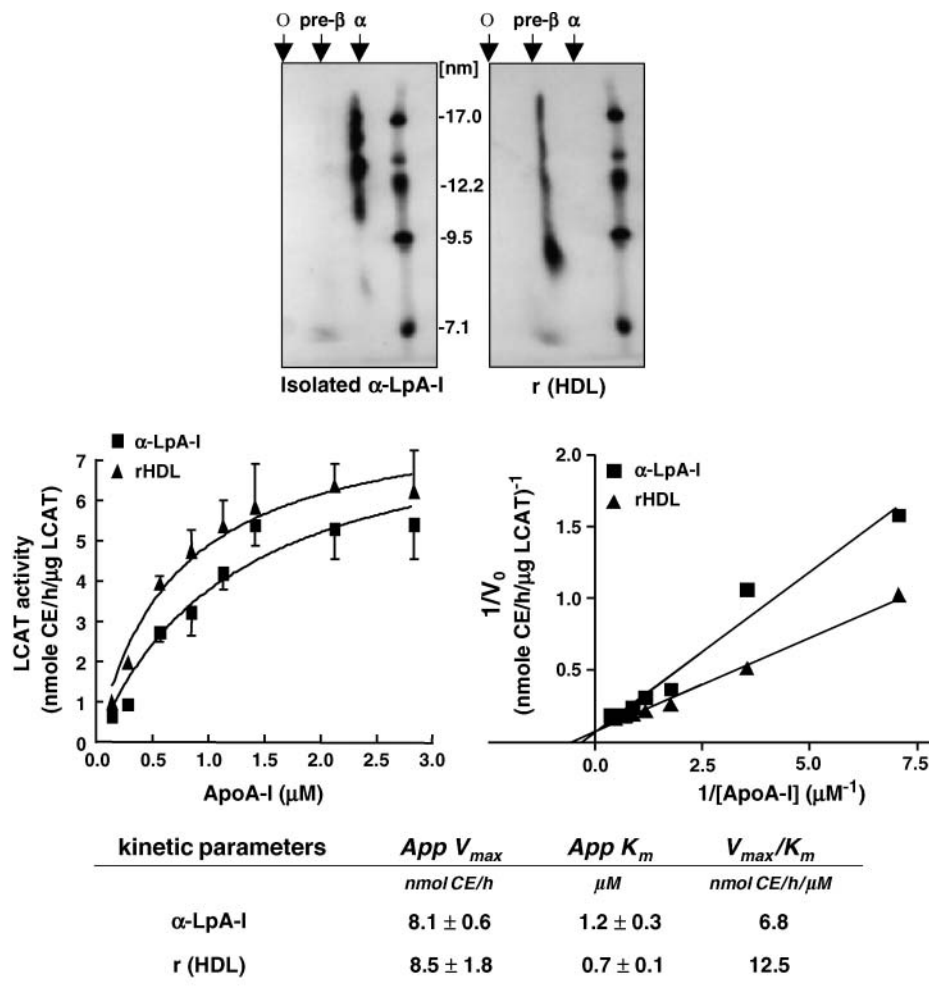 O pre-β α
O pre-β α
[nm]
-17.0
-12.2
-9.5
-7.1
Isolated α-LpA-I
r (HDL)
α-LpA-I
rHDL
7
6
5
4
3
2
1
0
0.0 0.5 1.0 1.5 2.0 2.5 3.0
LCAT activity
(nmole CE/h/µg LCAT)
ApoA-I (µM)
α-LpA-I
rHDL
2.0
1.5
1.0
0.5
0.0 2.5 5.0 7.5
1/V0
(nmole CE/h/µg LCAT)-1
1/[ApoA-I] (µM-1)
kinetic parameters App Vmax App Km Vmax/Km
nmol CE/h µM nmol CE/h/µM
α-LpA-I 8.1 ± 0.6 1.2 ± 0.3 6.8
r (HDL) 8.5 ± 1.8 0.7 ± 0.1 12.5